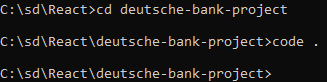 C:\sd\React>cd deutsche-bank-project
C:\sd\React\deutsche-bank-project>code .
C:\sd\React\deutsche-bank-project>